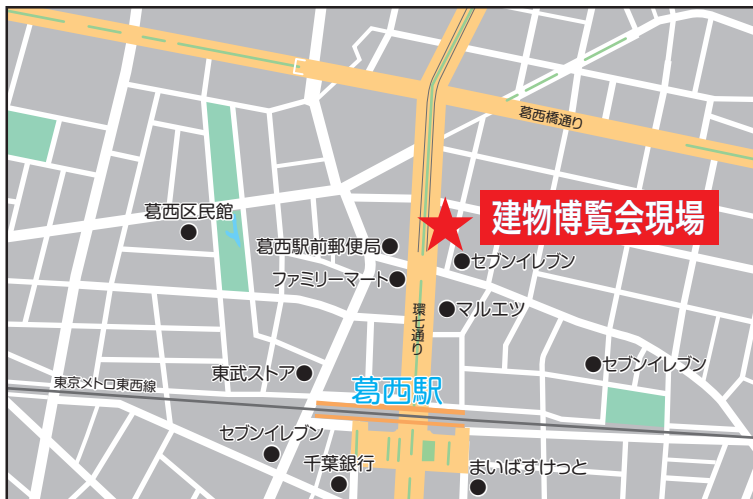 葛西橋通り
葛西区民館
建物博覧会現場
葛西駅前郵便局
セブンイレブン
ファミリーマート
マルエツ
環七通り
東武ストア
セブンイレブン
東京メトロ東西線
葛西駅
セブンイレブン
千葉銀行
まいばすけっと